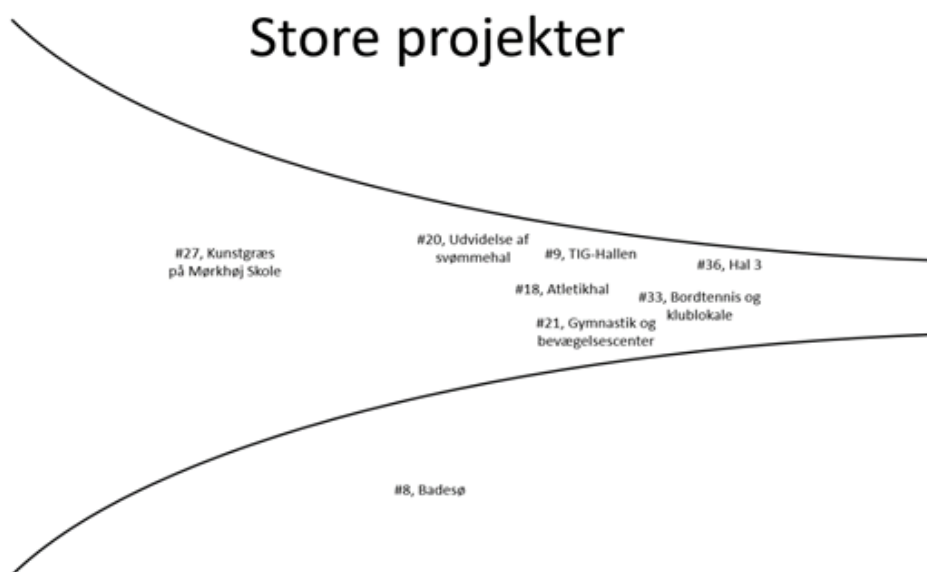 Store projekter
#27, Kunstgræs
på Mørkhøj Skole
#20, Udvidelse af
svømmehal
#9, TIG-Hallen
#36, Hal 3
#18, Atletikhal
#33, Bordtennis og
klublokale
#21, Gymnastik og
bevægelsescenter
#8, Badesø